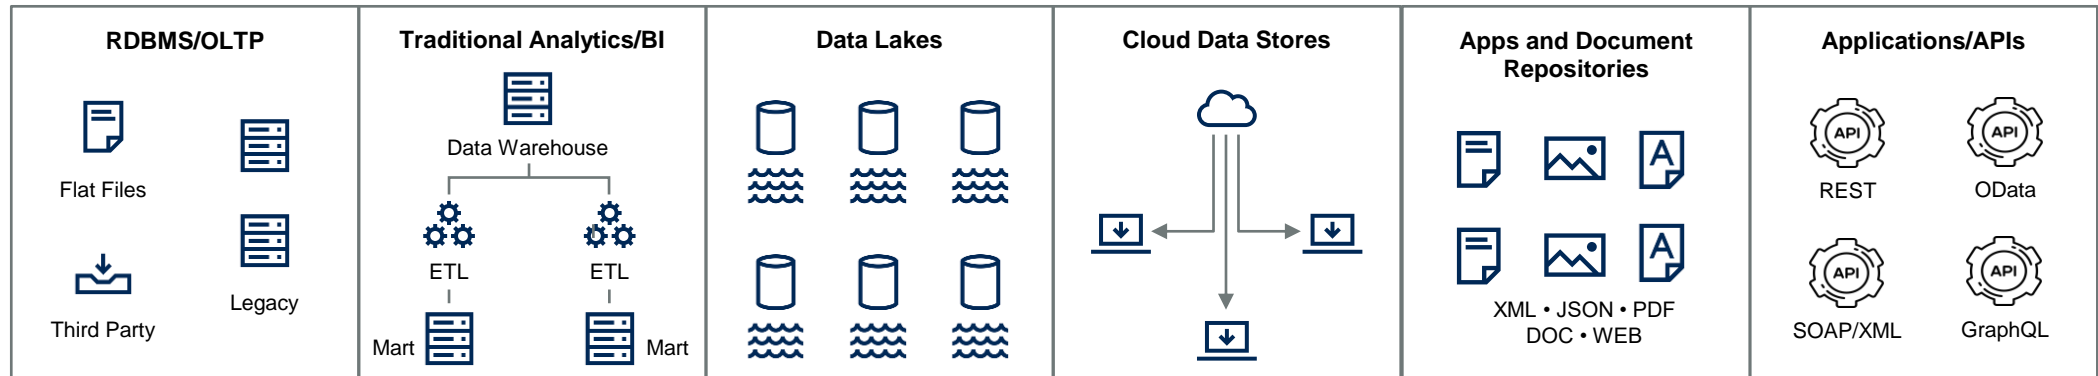 RDBMS/OLTP
Flat Files
Third Party
Legacy
Traditional Analytics/BI
Data Warehouse
ETL
ETL
Mart
Mart
Data Lakes
Cloud Data Stores
Apps and Document
Repositories
A
A
XML • JSON • PDF
DOC • WEB
Applications/APIs
API
REST
API
OData
API
SOAP/XML
API
GraphQL